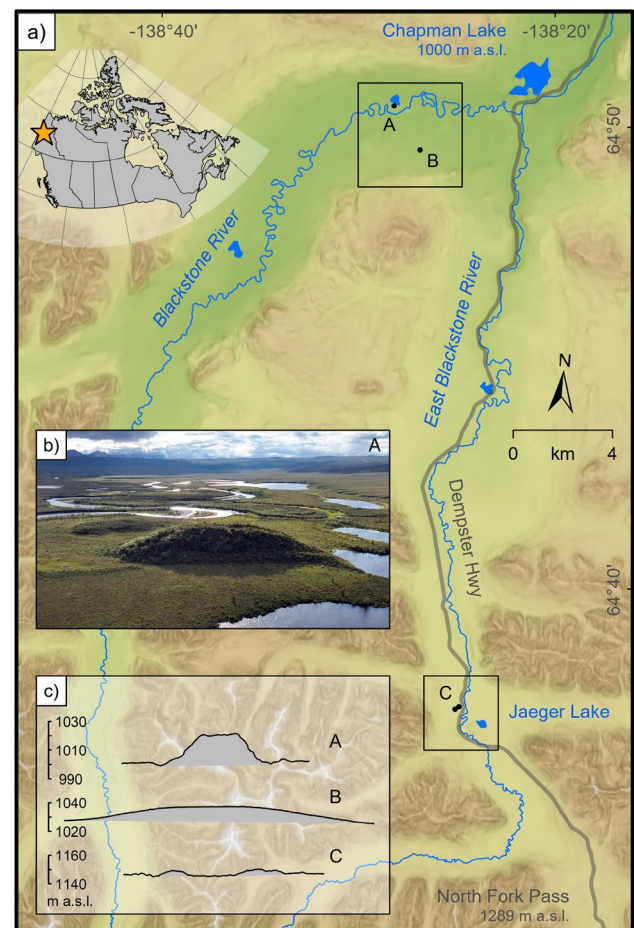 a)
-138°40'
-138°20'
Chapman Lake
1000 m a.s.l.
64°50'
A
B
Blackstone River
East Blackstone River
N
0 km 4
b)
A
Dempster Hwy
64°40'
C
Jaeger Lake
c)
1030
1010
990
A
1040
1020
B
1160
1140
C
m a.s.l.
North Fork Pass
1289 m a.s.l.